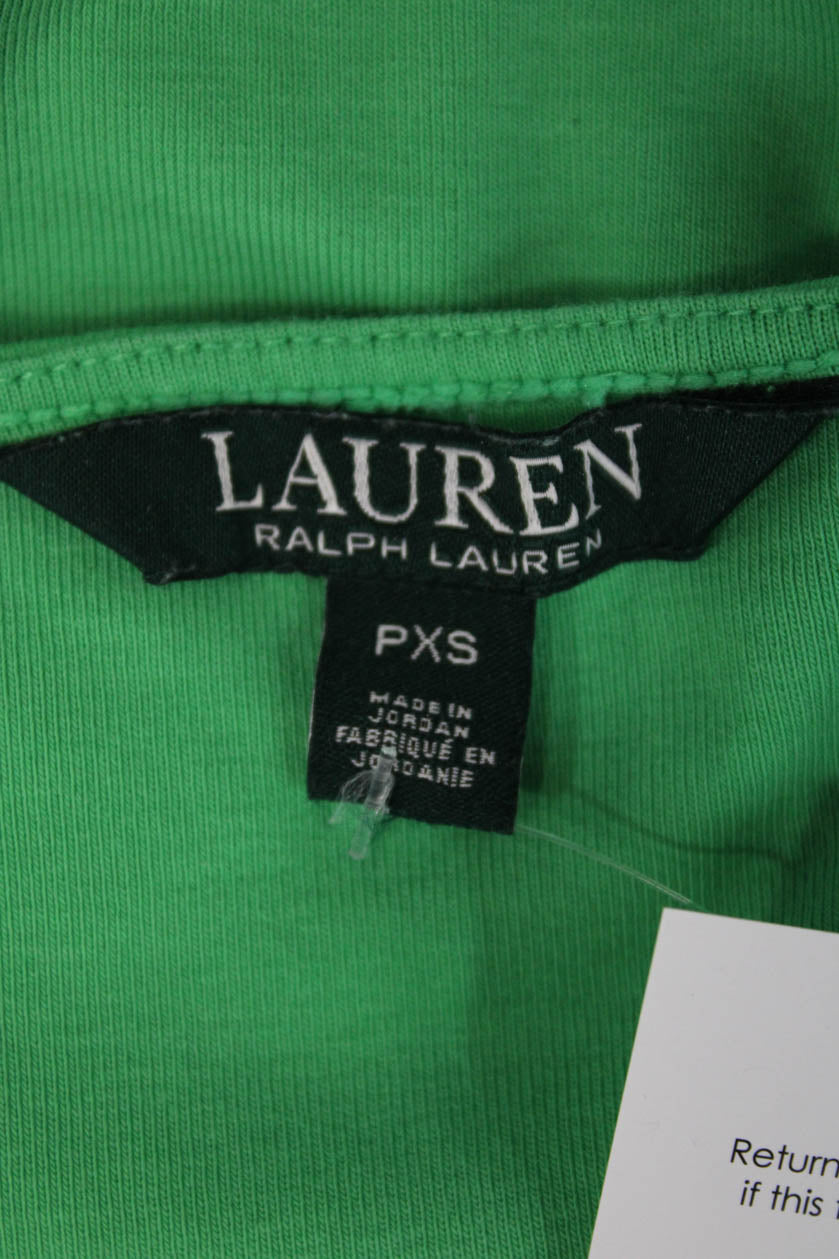 LAUREN
RALPH LAUREN
PXS
MADE IN
JORDAN
FABRIQUÉ EN
JORDANIE
Return
if this